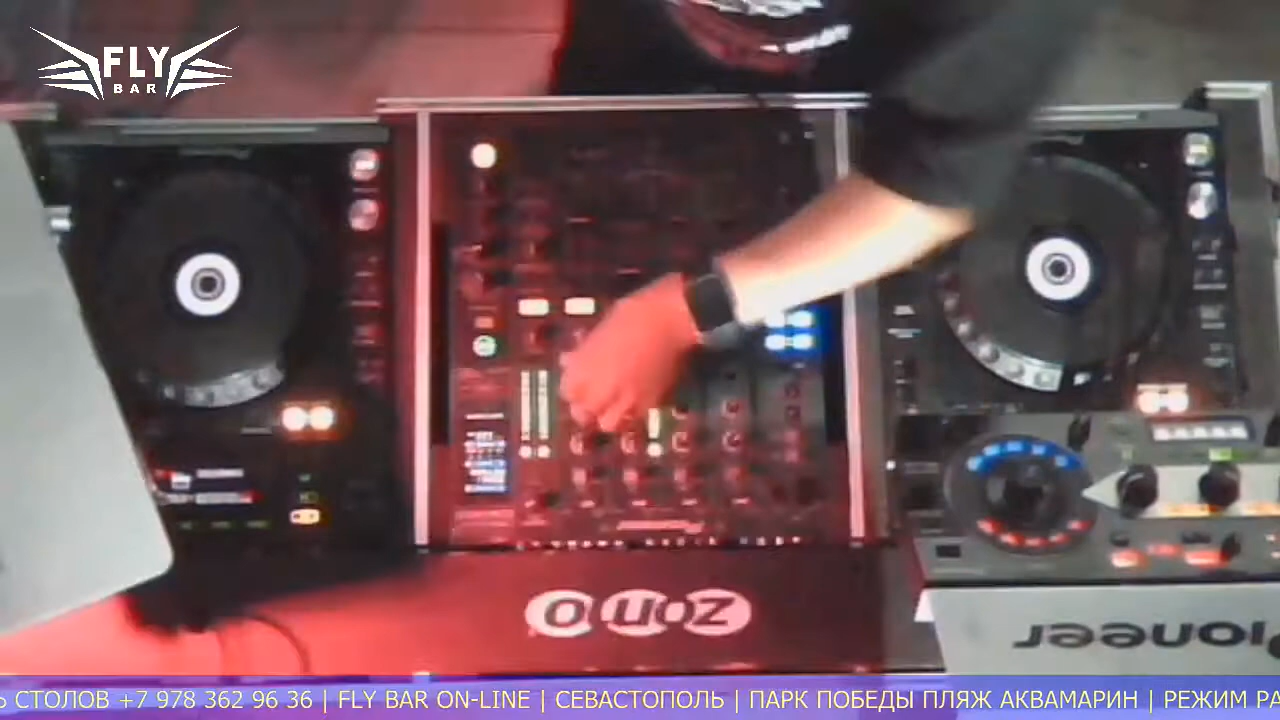 FLY
BAR
Zon O
Pioneer
Ь СТОЛОВ +7 978 362 96 36 | FLY BAR ON-LINE | СЕВАСТОПОЛЬ | ПАРК ПОБЕДЫ ПЛЯЖ АКВАМАРИН | РЕЖИМ РА